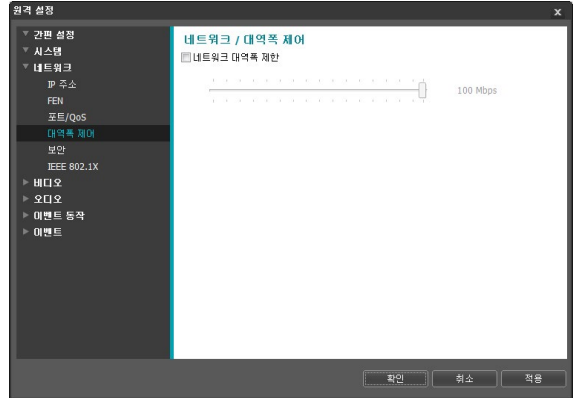 원격 설정
x
간편 설정
시스템
네트워크
IP 주소
FEN
포트/QoS
대역폭 제어
보안
IEEE 802.1X
비디오
오디오
이벤트 동작
이벤트
네트워크 / 대역폭 제어
네트워크 대역폭 제한
100 Mbps
확인
취소
적용